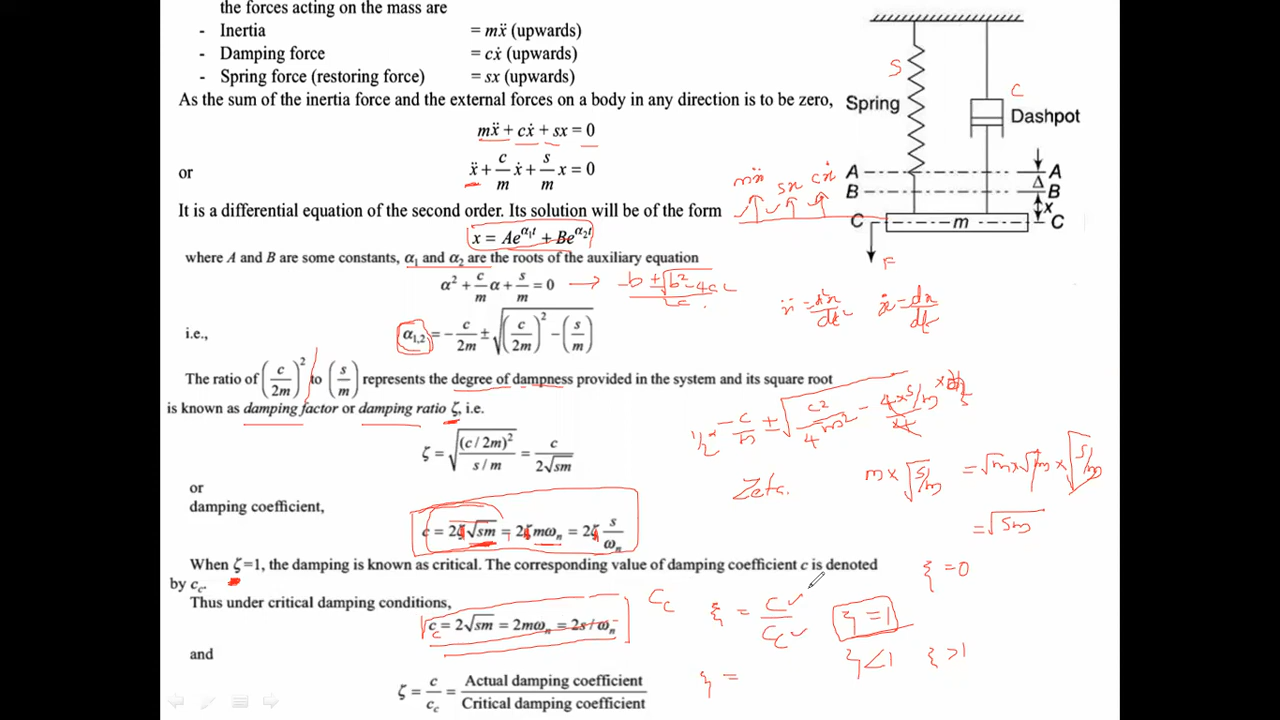 the forces acting on the mass are
- Inertia = mẍ (upwards)
- Damping force = cẋ (upwards)
- Spring force (restoring force) = sx (upwards)
As the sum of the inertia force and the external forces on a body in any direction is to be zero,
mẍ + cẋ + sx = 0
or ẍ + c/m ẋ + s/m x = 0
It is a differential equation of the second order. Its solution will be of the form
x = Ae^α₁t + Be^α₂t
where A and B are some constants, α₁ and α₂ are the roots of the auxiliary equation
α² + c/m α + s/m = 0
i.e., α₁,₂ = - c/2m ± √((c/2m)² - (s/m))
The ratio of (c/2m)² to (s/m) represents the degree of dampness provided in the system and its square root
is known as damping factor or damping ratio ζ, i.e.
ζ = √((c/2m)²/(s/m)) = c/2√sm
or
damping coefficient,
c = 2ζ√sm = 2ζmωₙ = 2ζ s/ωₙ
When ζ=1, the damping is known as critical. The corresponding value of damping coefficient c is denoted
by c꜀.
Thus under critical damping conditions,
c꜀ = 2√sm = 2mωₙ = 2s/ωₙ
and
ζ = c/c꜀ = Actual damping coefficient / Critical damping coefficient
S
Spring
C
Dashpot
A A
Δ
B B
x
C m C
F
mẍ sx cẋ
ẍ = d²x/dt² ẋ = dx/dt
Zeta.
m × √s/m = √m × √m × √s/m
= √sm
ξ = 0
C꜀ ξ = C/C꜀ ξ = 1
ξ < 1 ξ > 1
ξ =